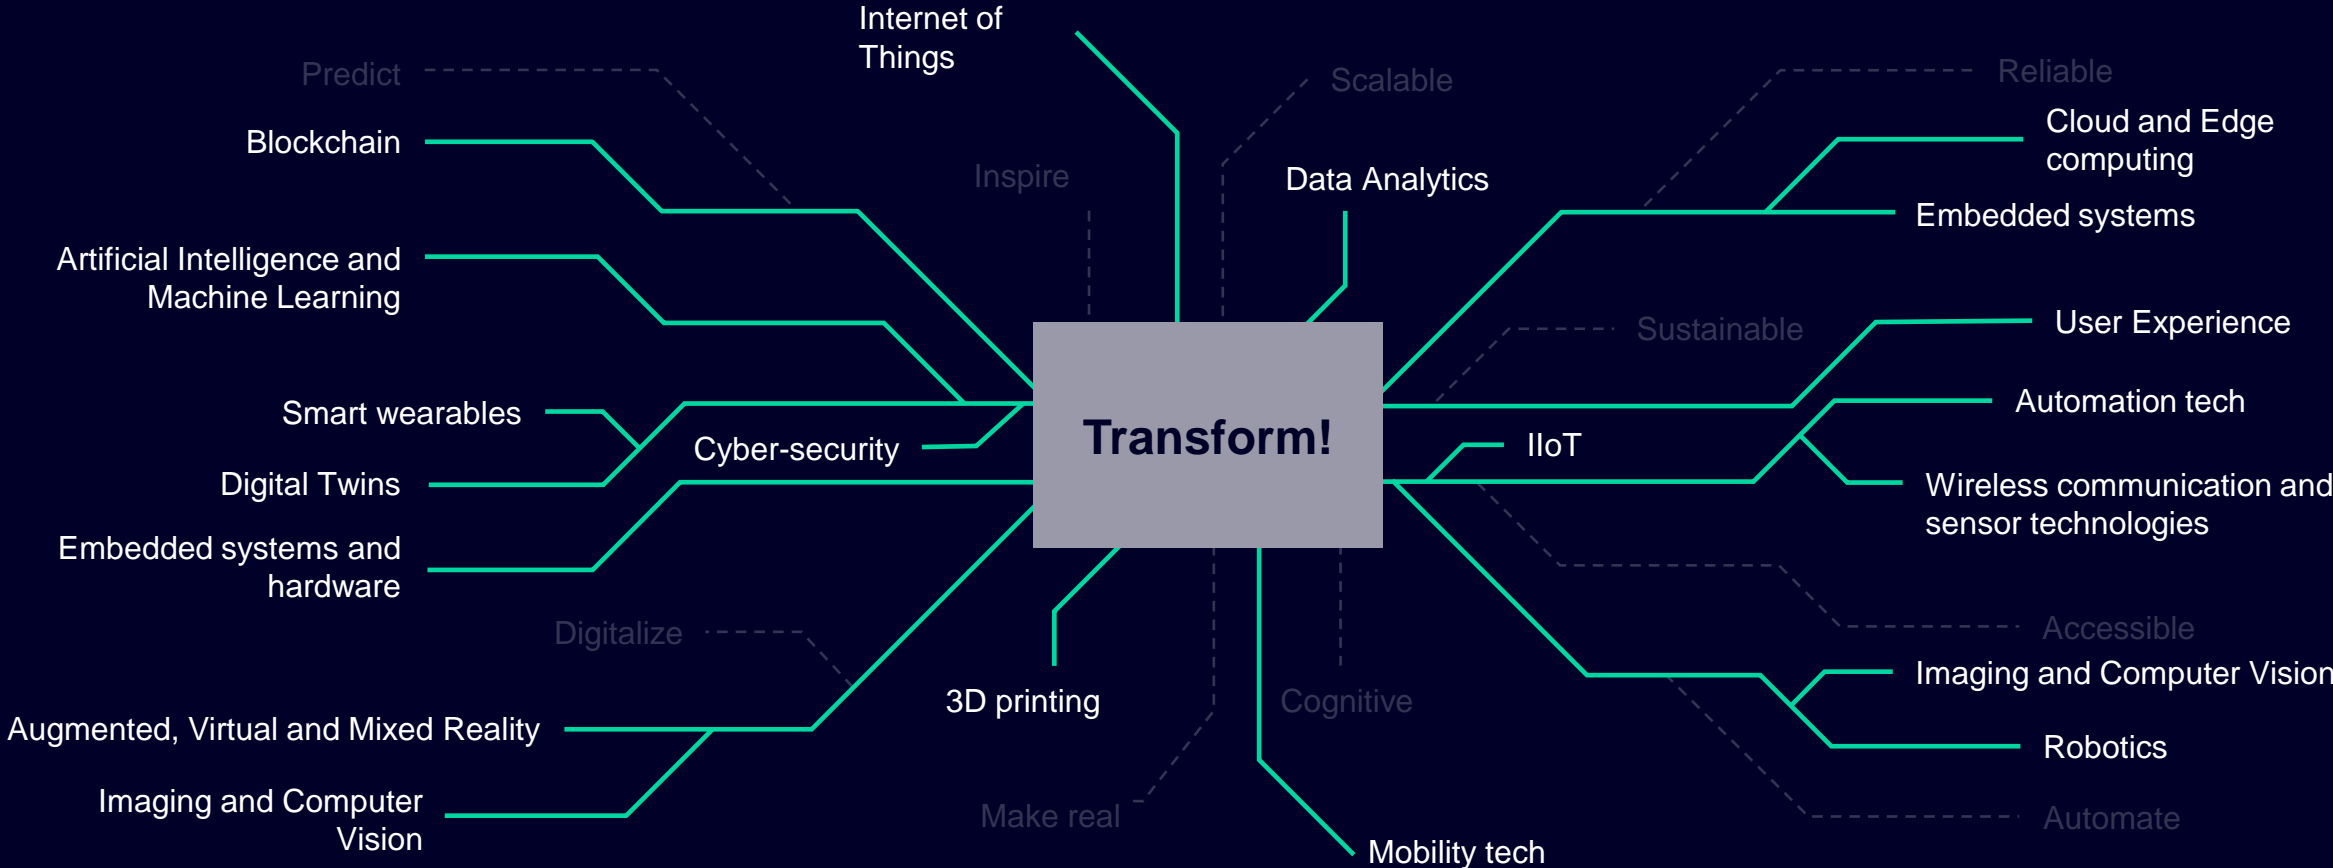 Internet of
Things
Predict
Scalable
Reliable
Blockchain
Cloud and Edge
computing
Inspire
Data Analytics
Embedded systems
Artificial Intelligence and
Machine Learning
Sustainable
User Experience
Smart wearables
Cyber-security
Transform!
IIoT
Automation tech
Digital Twins
Wireless communication and
sensor technologies
Embedded systems and
hardware
Digitalize
Accessible
3D printing
Cognitive
Imaging and Computer Vision
Augmented, Virtual and Mixed Reality
Robotics
Imaging and Computer
Vision
Make real
Automate
Mobility tech